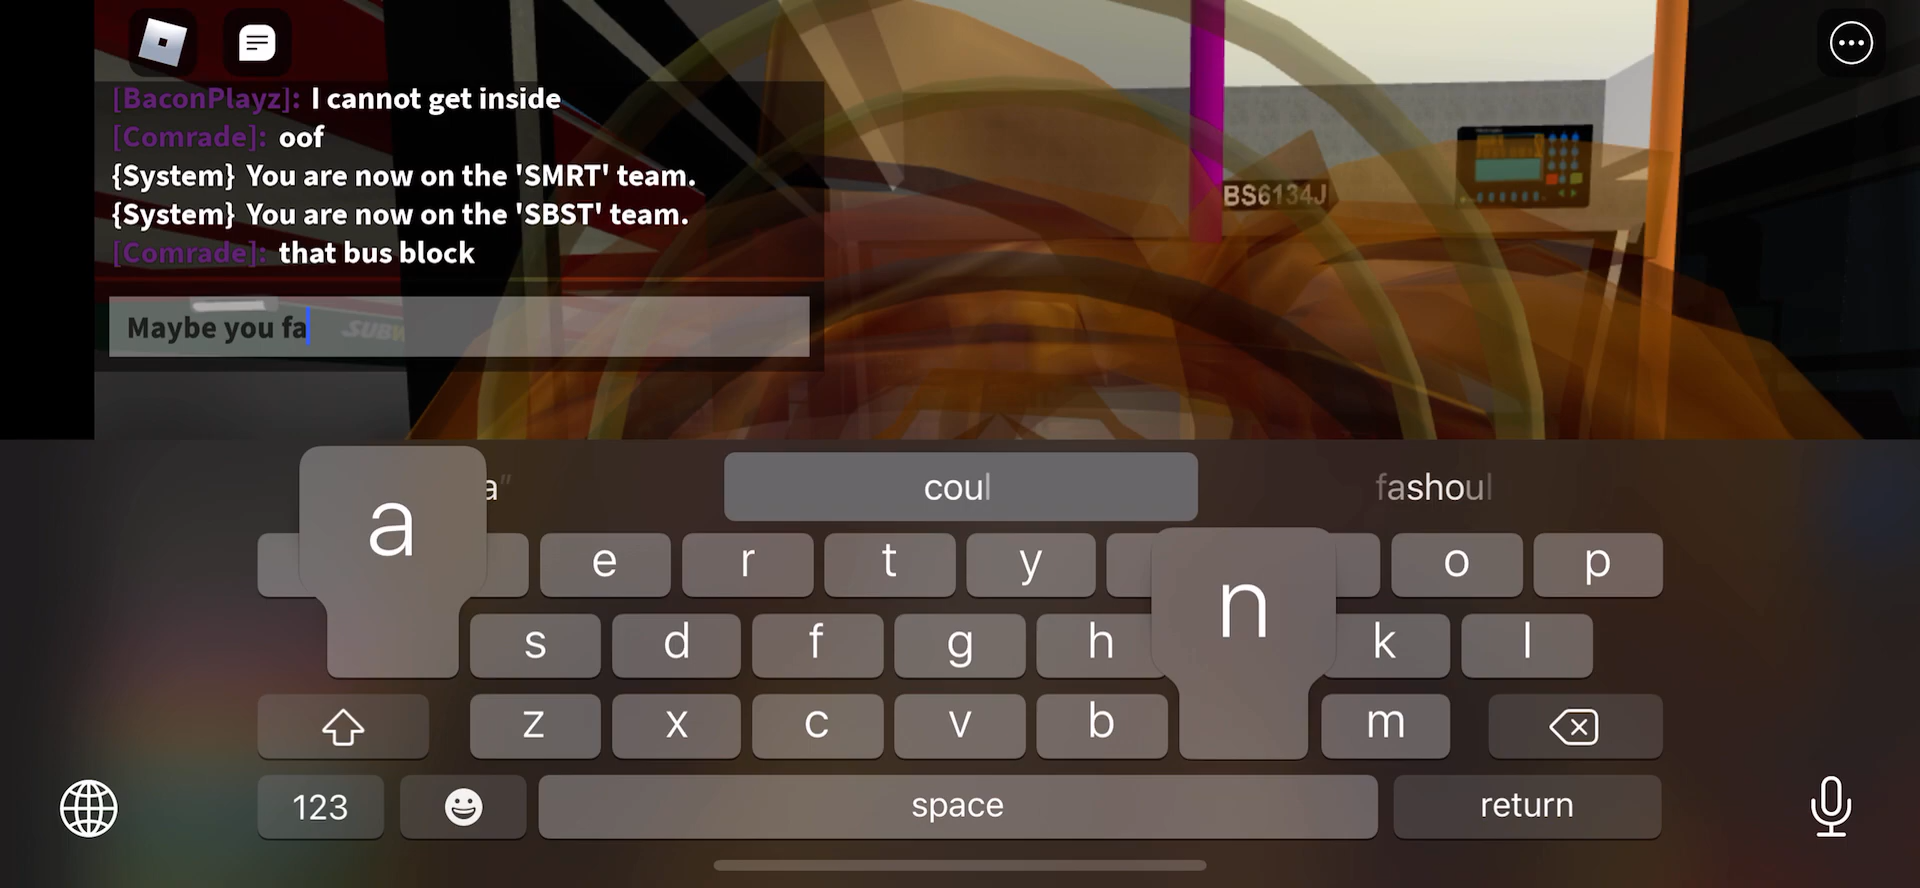 [BaconPlayz]: I cannot get inside
[Comrade]: oof
{System} You are now on the 'SMRT' team.
{System} You are now on the 'SBST' team.
[Comrade]: that bus block
Maybe you fa
BS6134J
a"
coul
fashoul
a
e r t y o p
s d f g h n k l
z x c v b m
123 space return